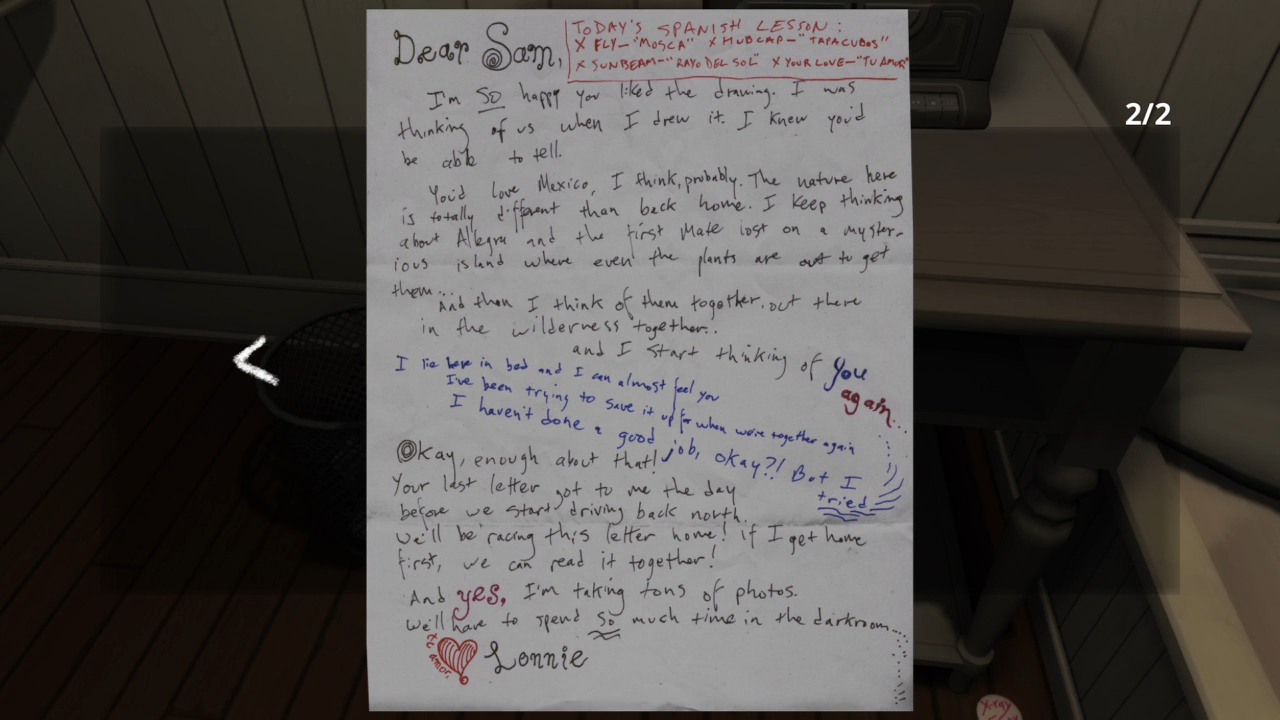 2/2
Dear Sam,
TODAY'S SPANISH LESSON:
x FLY-"MOSCA" x HUBCAP-"TAPACUBOS"
x SUNBEAM-"RAYO DEL SOL" x YOUR LOVE-"TU AMOR"
I'm SO happy you liked the drawing. I was
thinking of us when I drew it. I knew you'd
be able to tell.
You'd love Mexico, I think, probably. The nature here
is totally different than back home. I keep thinking
about Allegra and the first Mate lost on a myster-
ious island where even the plants are out to get
them...
And then I think of them together, out there
in the wilderness together..
and I start thinking of you
again...
I lie here in bed and I can almost feel you
I've been trying to save it up for when we're together again
I haven't done a good job, okay?! But I
tried
Okay, enough about that!
Your last letter got to me the day
before we start driving back north.
We'll be racing this letter home! if I get home
first, we can read it together!
And yes, I'm taking tons of photos.
We'll have to spend So much time in the darkroom...
Lonnie